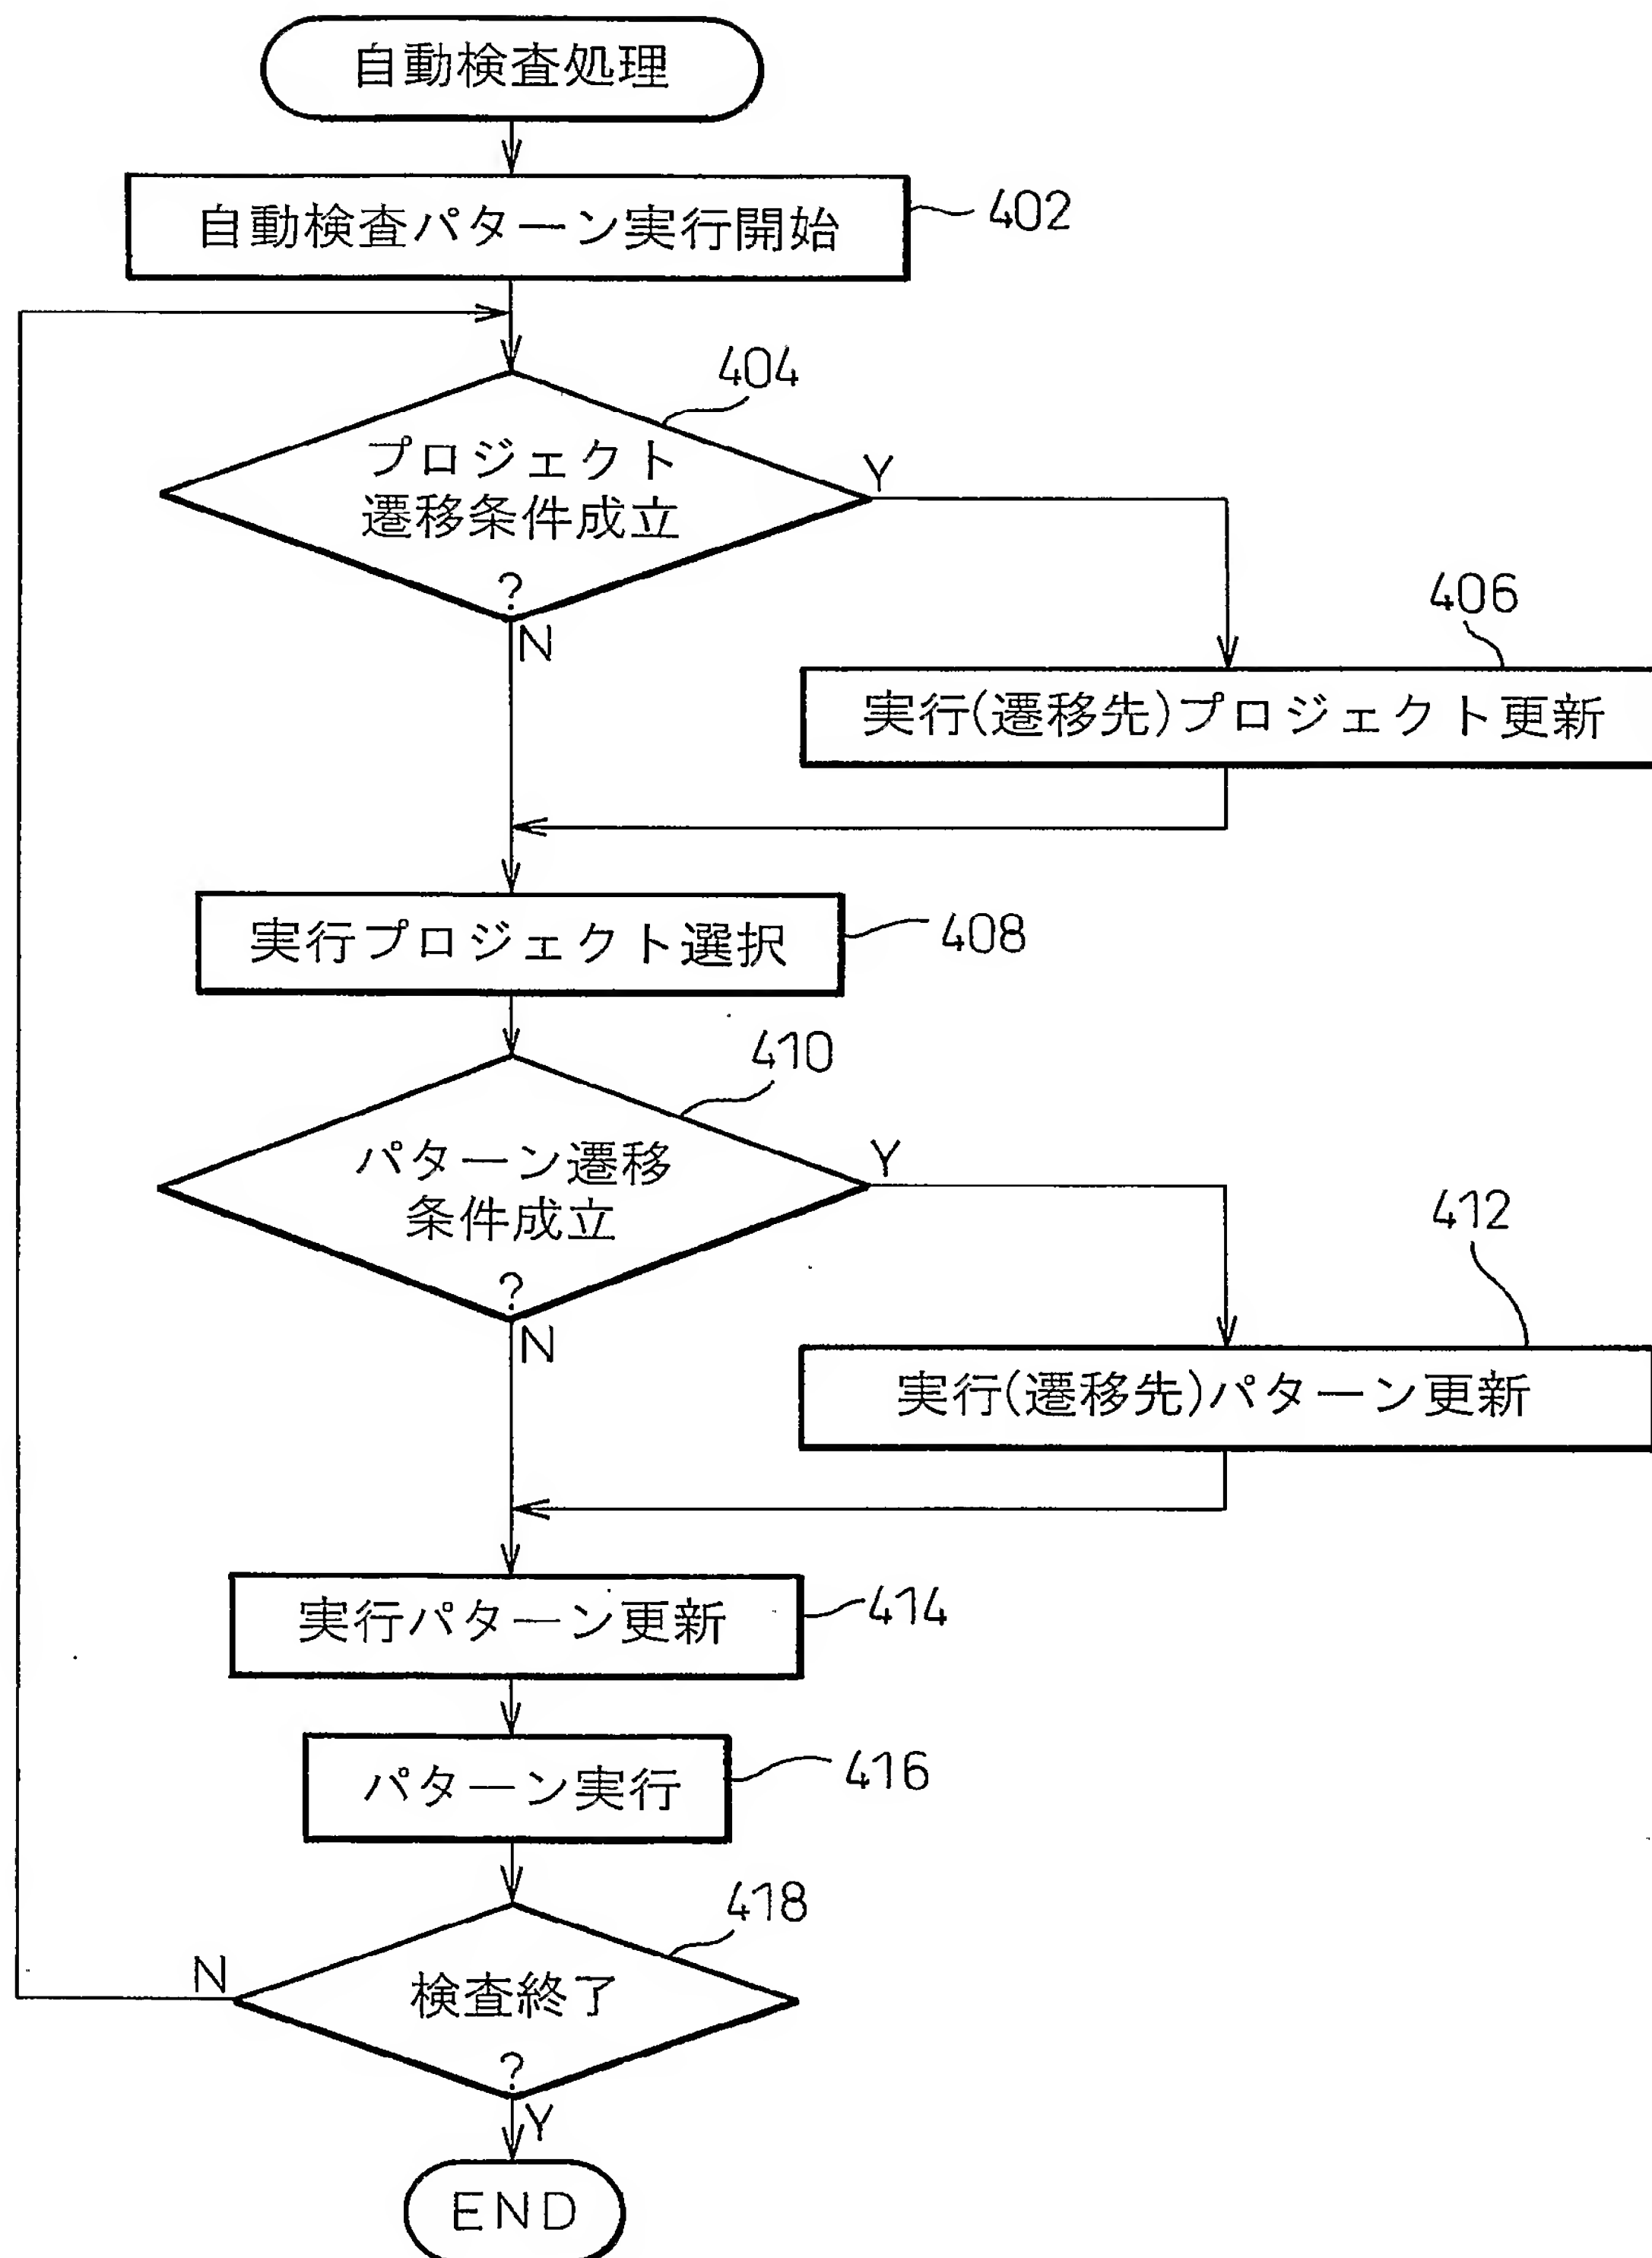 自動検査処理
自動検査パターン実行開始
402
404
プロジェクト
遷移条件成立
?
Y
N
406
実行(遷移先)プロジェクト更新
実行プロジェクト選択
408
410
パターン遷移
条件成立
?
Y
N
412
実行(遷移先)パターン更新
実行パターン更新
414
パターン実行
416
418
検査終了
?
N
Y
END